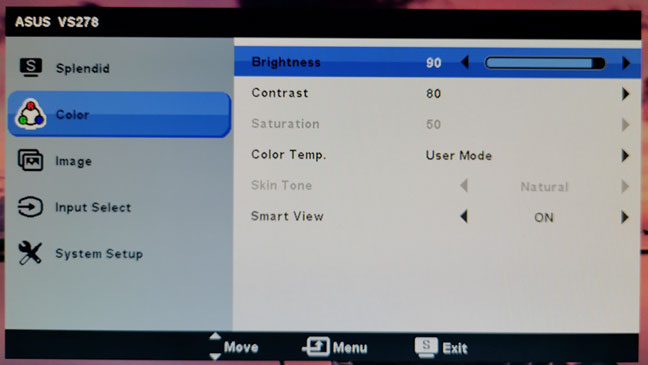 ASUS VS278
S Splendid
Color
Image
Input Select
System Setup
Brightness 90
Contrast 80
Saturation 50
Color Temp. User Mode
Skin Tone Natural
Smart View ON
Move Menu S Exit